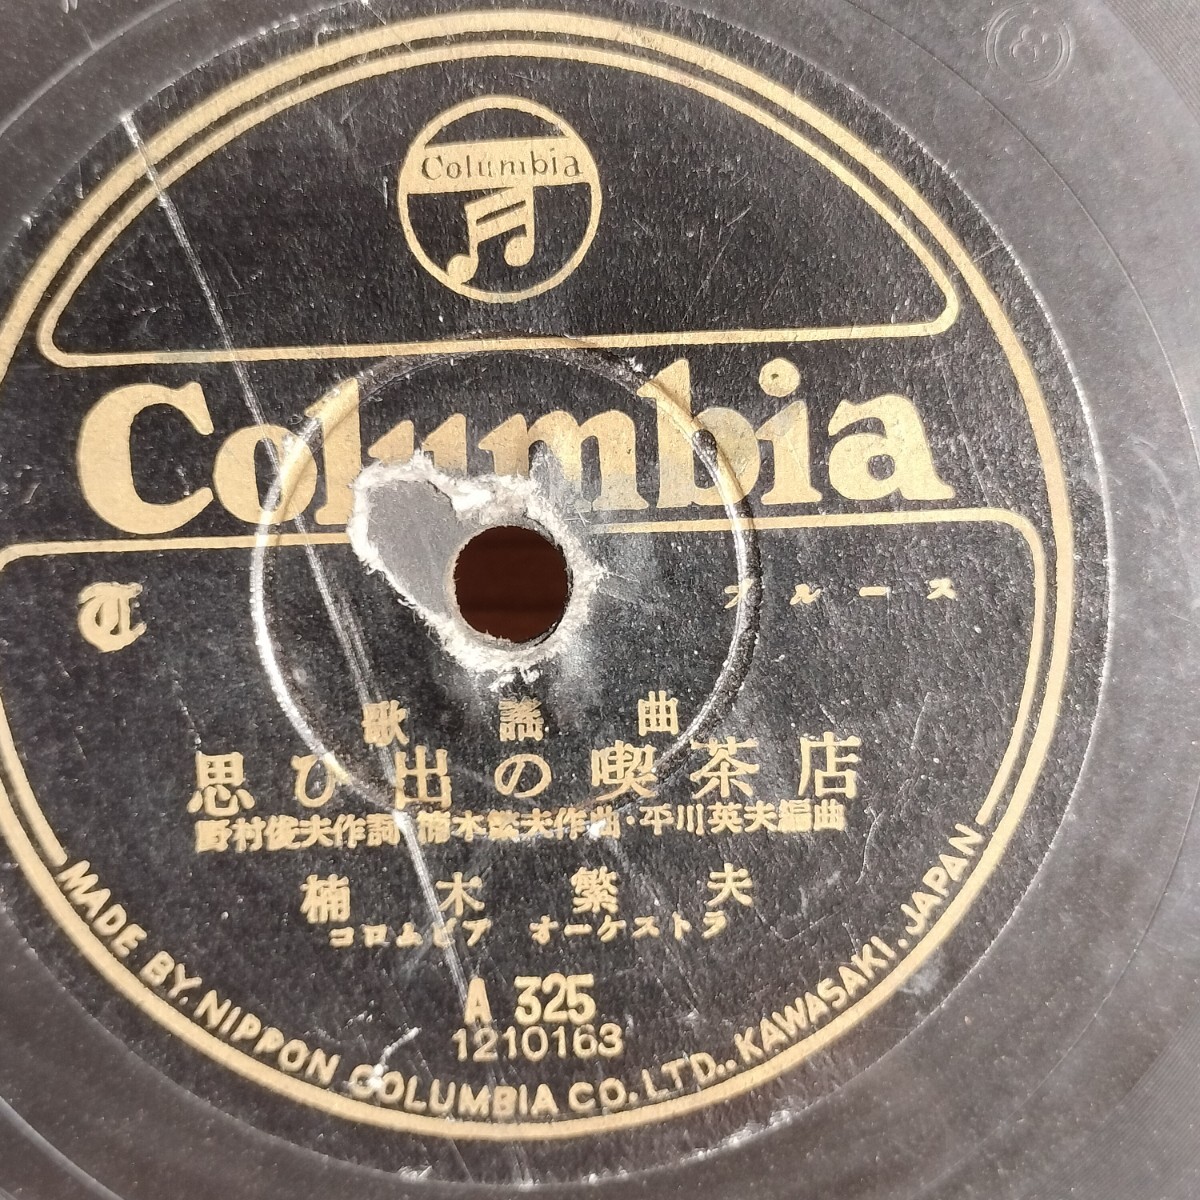 Columbia
Columbia
T
ブルース
歌謡曲
思ひ出の喫茶店
野村俊夫作詞 楠木繁夫作曲・平川英夫編曲
楠木繁夫
コロムビア オーケストラ
A 325
1210163
MADE BY. NIPPON COLUMBIA CO. LTD., KAWASAKI. JAPAN